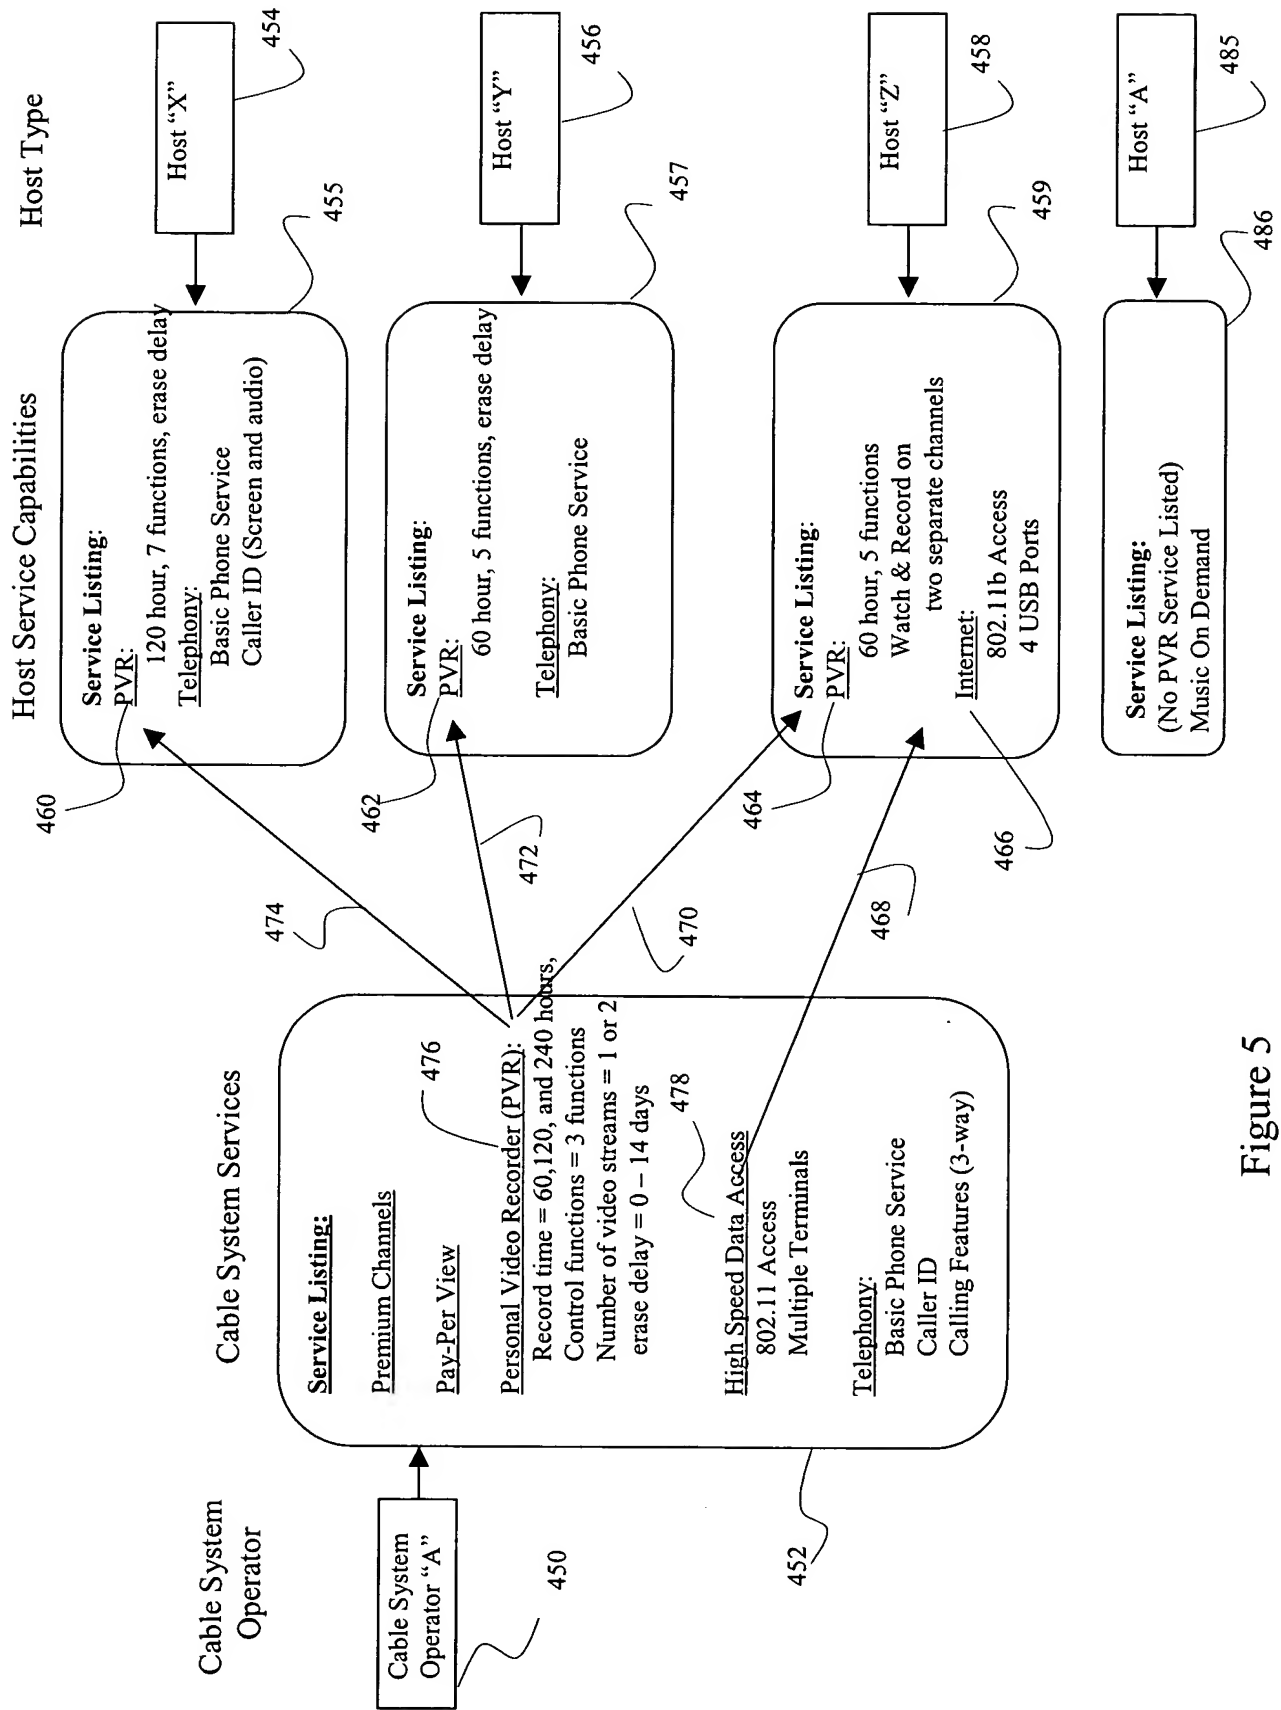 Cable System
Operator
Cable System Services
Host Service Capabilities
Host Type
Cable System
Operator “A”
450
452
Service Listing:
Premium Channels
Pay-Per View
Personal Video Recorder (PVR):
Record time = 60,120, and 240 hours,
Control functions = 3 functions
Number of video streams = 1 or 2
erase delay = 0 – 14 days
High Speed Data Access
802.11 Access
Multiple Terminals
Telephony:
Basic Phone Service
Caller ID
Calling Features (3-way)
476
478
474
472
470
468
460
Service Listing:
PVR:
120 hour, 7 functions, erase delay
Telephony:
Basic Phone Service
Caller ID (Screen and audio)
455
Host “X”
454
462
Service Listing:
PVR:
60 hour, 5 functions, erase delay
Telephony:
Basic Phone Service
457
Host “Y”
456
464
Service Listing:
PVR:
60 hour, 5 functions
Watch & Record on
two separate channels
Internet:
802.11b Access
4 USB Ports
466
459
Host “Z”
458
Service Listing:
(No PVR Service Listed)
Music On Demand
486
Host “A”
485
Figure 5